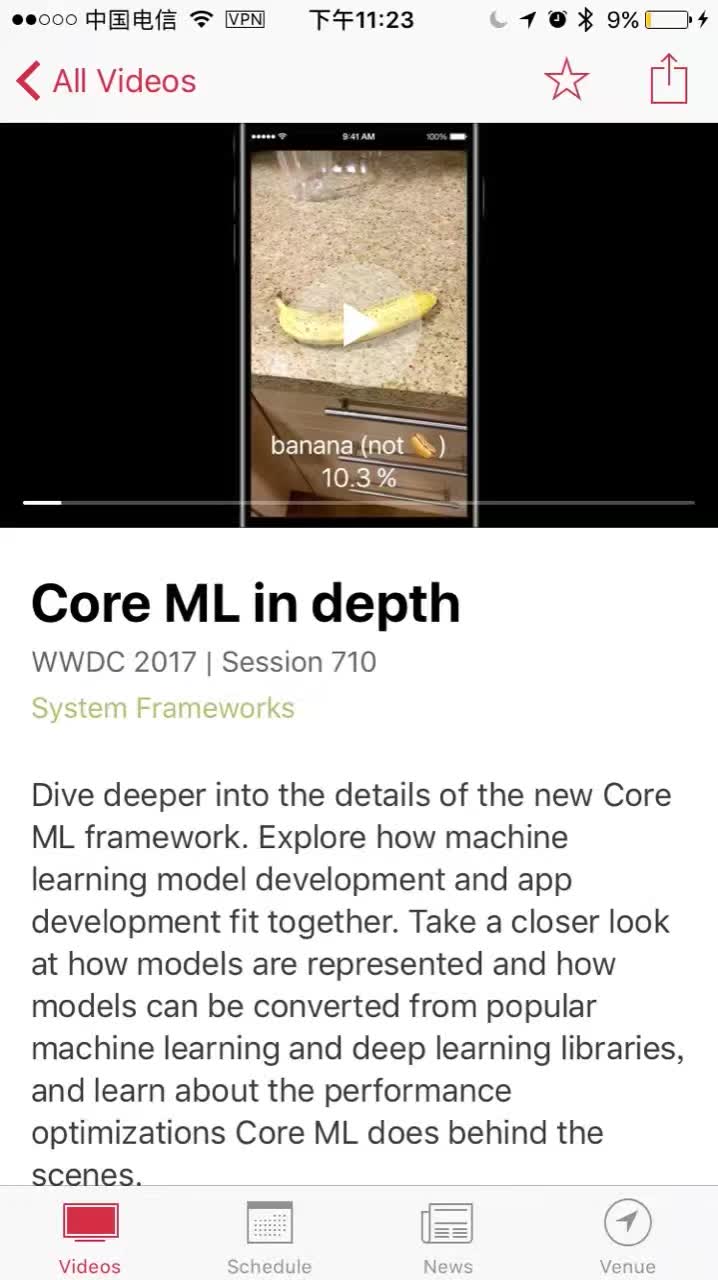 中国电信 VPN 下午11:23 9%
All Videos
9:41 AM 100%
banana (not 🌭)
10.3 %
Core ML in depth
WWDC 2017 | Session 710
System Frameworks
Dive deeper into the details of the new Core
ML framework. Explore how machine
learning model development and app
development fit together. Take a closer look
at how models are represented and how
models can be converted from popular
machine learning and deep learning libraries,
and learn about the performance
optimizations Core ML does behind the
scenes.
Videos Schedule News Venue